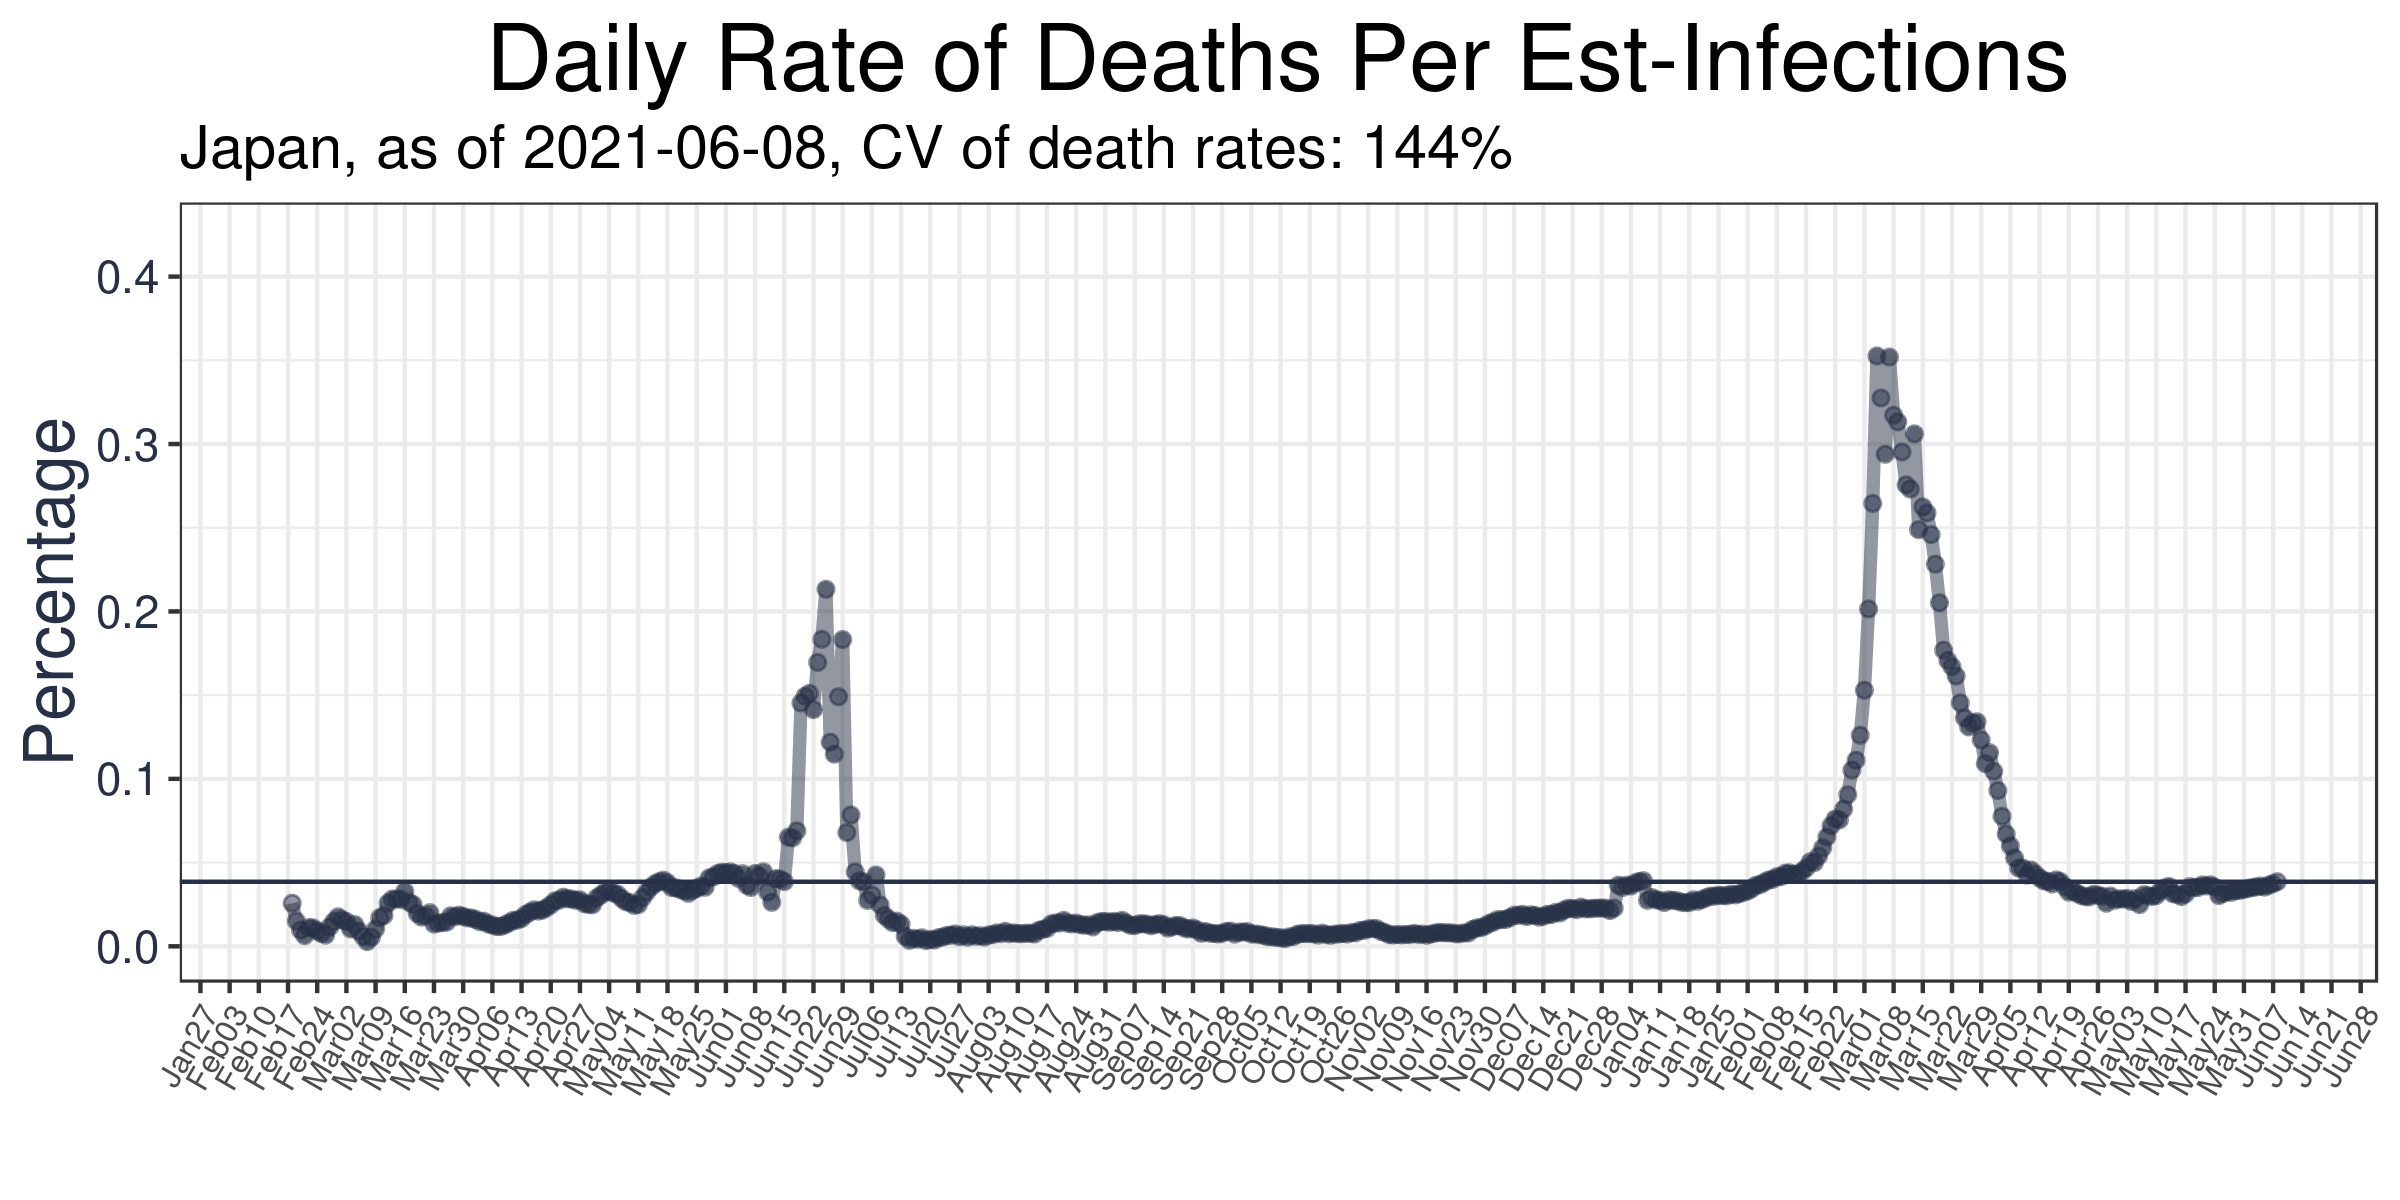 Daily Rate of Deaths Per Est-Infections
Japan, as of 2021-06-08, CV of death rates: 144%
Percentage
0.4
0.3
0.2
0.1
0.0
Jan27
Feb03
Feb10
Feb17
Feb24
Mar02
Mar09
Mar16
Mar23
Mar30
Apr06
Apr13
Apr20
Apr27
May04
May11
May18
May25
Jun01
Jun08
Jun15
Jun22
Jun29
Jul06
Jul13
Jul20
Jul27
Aug03
Aug10
Aug17
Aug24
Aug31
Sep07
Sep14
Sep21
Sep28
Oct05
Oct12
Oct19
Oct26
Nov02
Nov09
Nov16
Nov23
Nov30
Dec07
Dec14
Dec21
Dec28
Jan04
Jan11
Jan18
Jan25
Feb01
Feb08
Feb15
Feb22
Mar01
Mar08
Mar15
Mar22
Mar29
Apr05
Apr12
Apr19
Apr26
May03
May10
May17
May24
May31
Jun07
Jun14
Jun21
Jun28